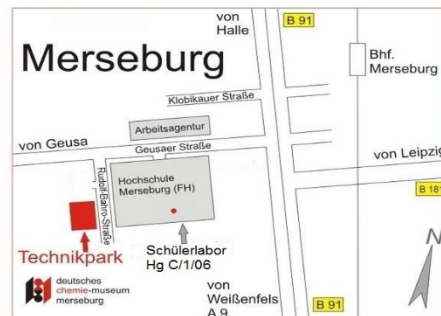 von
Halle
B 91
Merseburg
Bhf.
Merseburg
Klobikauer Straße
Arbeitsagentur
von Geusa
Geusaer Straße
von Leipzig
Rudolf-Bahro-Straße
Hochschule
Merseburg (FH)
B 181
Technikpark
Schülerlabor
Hg C/1/06
N
deutsches
chemie-museum
merseburg
von
Weißenfels
A 9
B 91